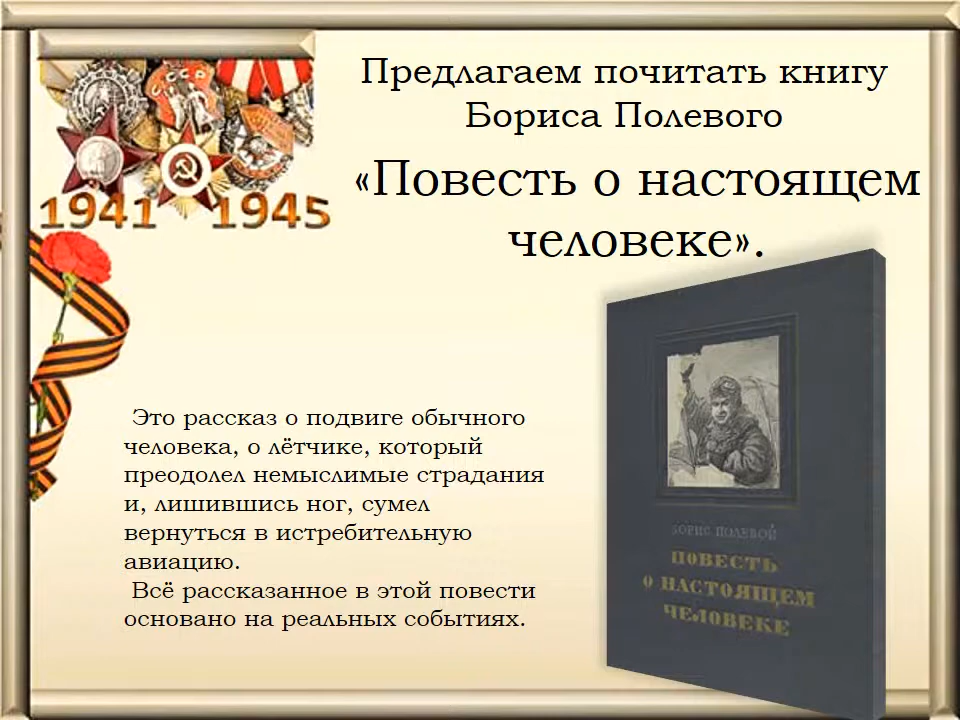 Предлагаем почитать книгу
Бориса Полевого
«Повесть о настоящем
человеке».
1941 1945
Это рассказ о подвиге обычного
человека, о лётчике, который
преодолел немыслимые страдания
и, лишившись ног, сумел
вернуться в истребительную
авиацию.
Всё рассказанное в этой повести
основано на реальных событиях.
БОРИС ПОЛЕВОЙ
ПОВЕСТЬ
О НАСТОЯЩЕМ
ЧЕЛОВЕКЕ